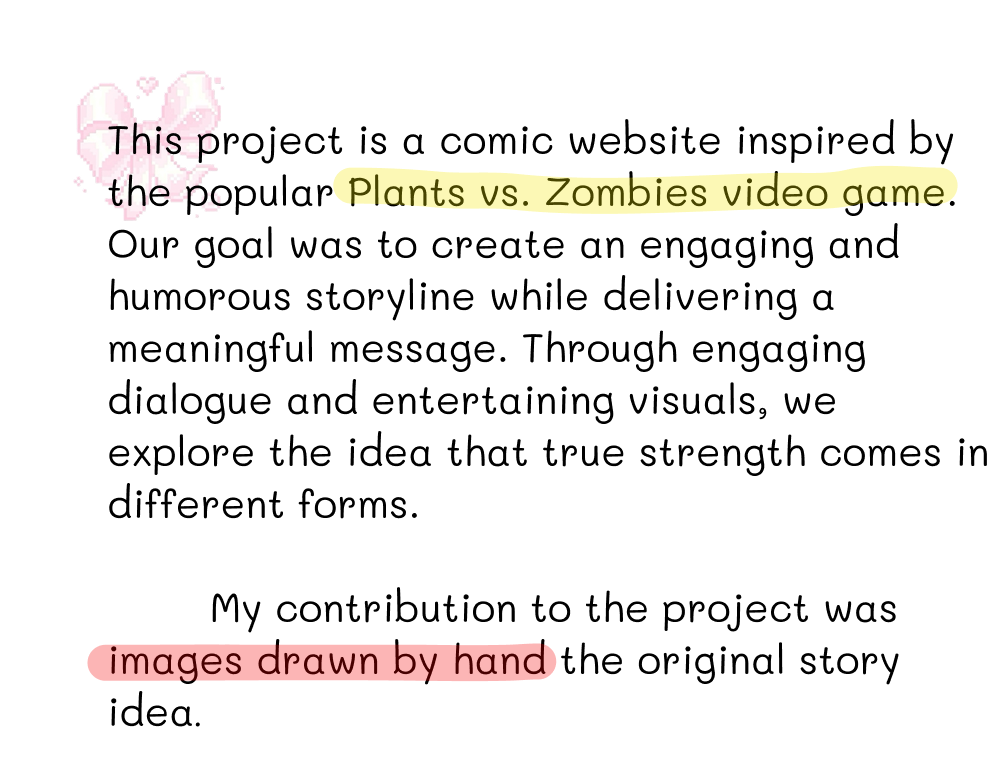 This project is a comic website inspired by
the popular Plants vs. Zombies video game.
Our goal was to create an engaging and
humorous storyline while delivering a
meaningful message. Through engaging
dialogue and entertaining visuals, we
explore the idea that true strength comes in
different forms.
My contribution to the project was
images drawn by hand the original story
idea.